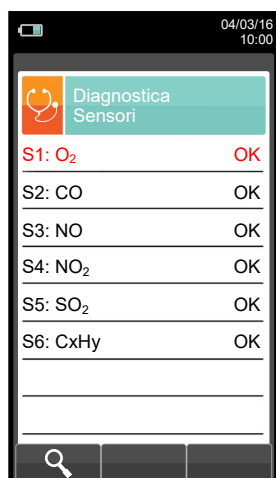 04/03/16
10:00
Diagnostica
Sensori
S1: O₂ OK
S2: CO OK
S3: NO OK
S4: NO₂ OK
S5: SO₂ OK
S6: CxHy OK